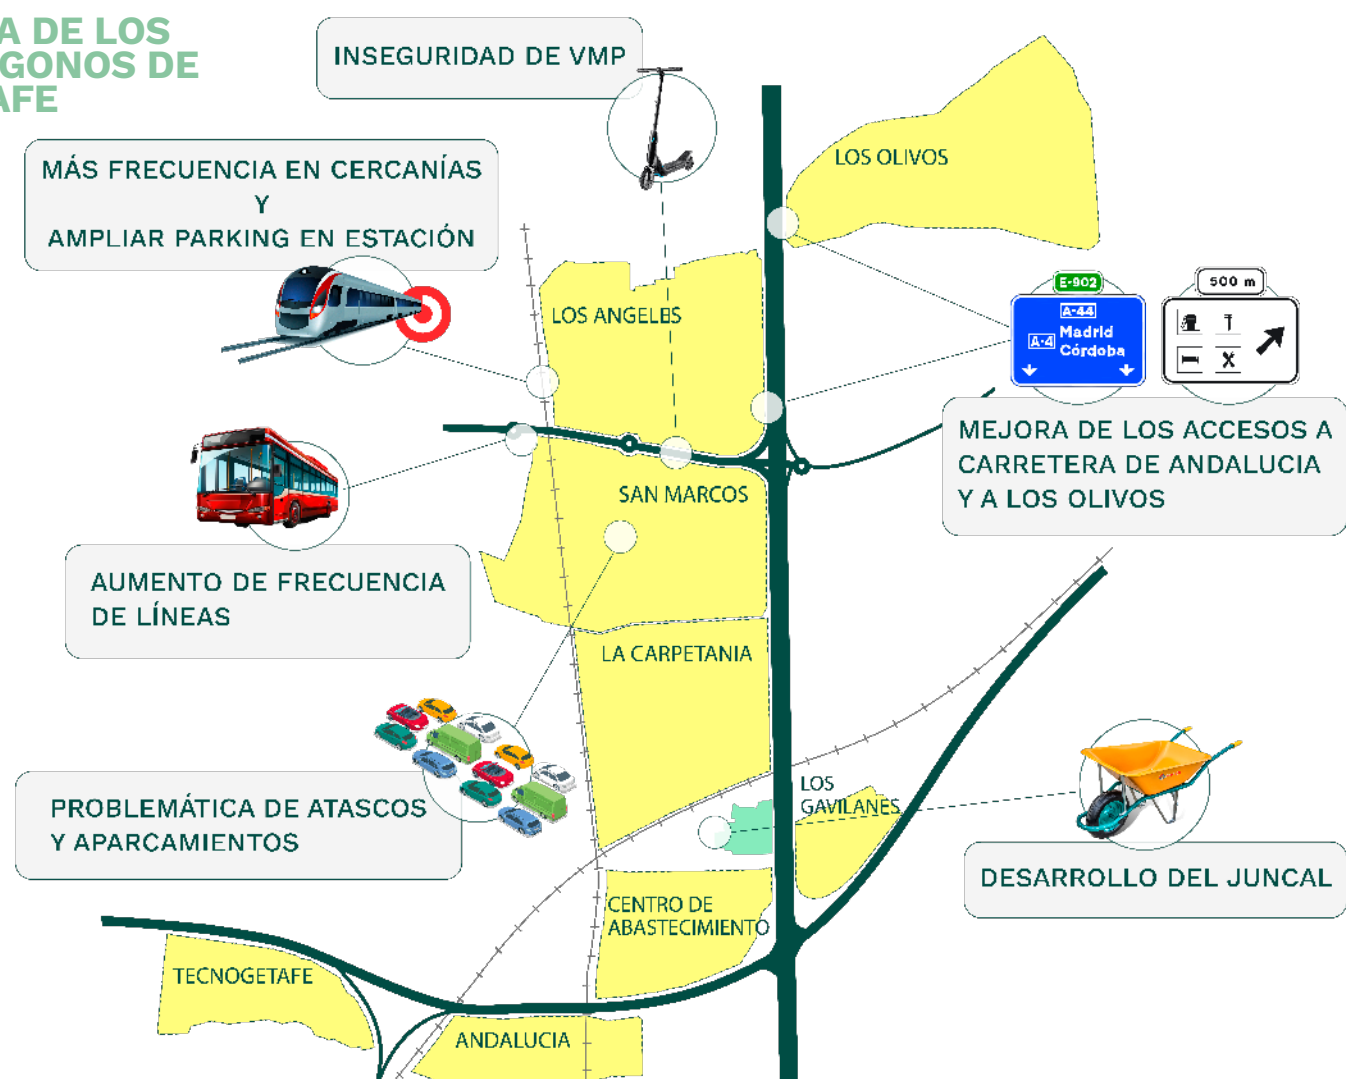 A DE LOS
GONOS DE
AFE
INSEGURIDAD DE VMP
MÁS FRECUENCIA EN CERCANÍAS
Y
AMPLIAR PARKING EN ESTACIÓN
LOS OLIVOS
LOS ANGELES
E-902
A-44
A-4
Madrid
Córdoba
500 m
MEJORA DE LOS ACCESOS A
CARRETERA DE ANDALUCIA
Y A LOS OLIVOS
SAN MARCOS
AUMENTO DE FRECUENCIA
DE LÍNEAS
LA CARPETANIA
PROBLEMÁTICA DE ATASCOS
Y APARCAMIENTOS
LOS
GAVILANES
DESARROLLO DEL JUNCAL
CENTRO DE
ABASTECIMIENTO
TECNOGETAFE
ANDALUCIA